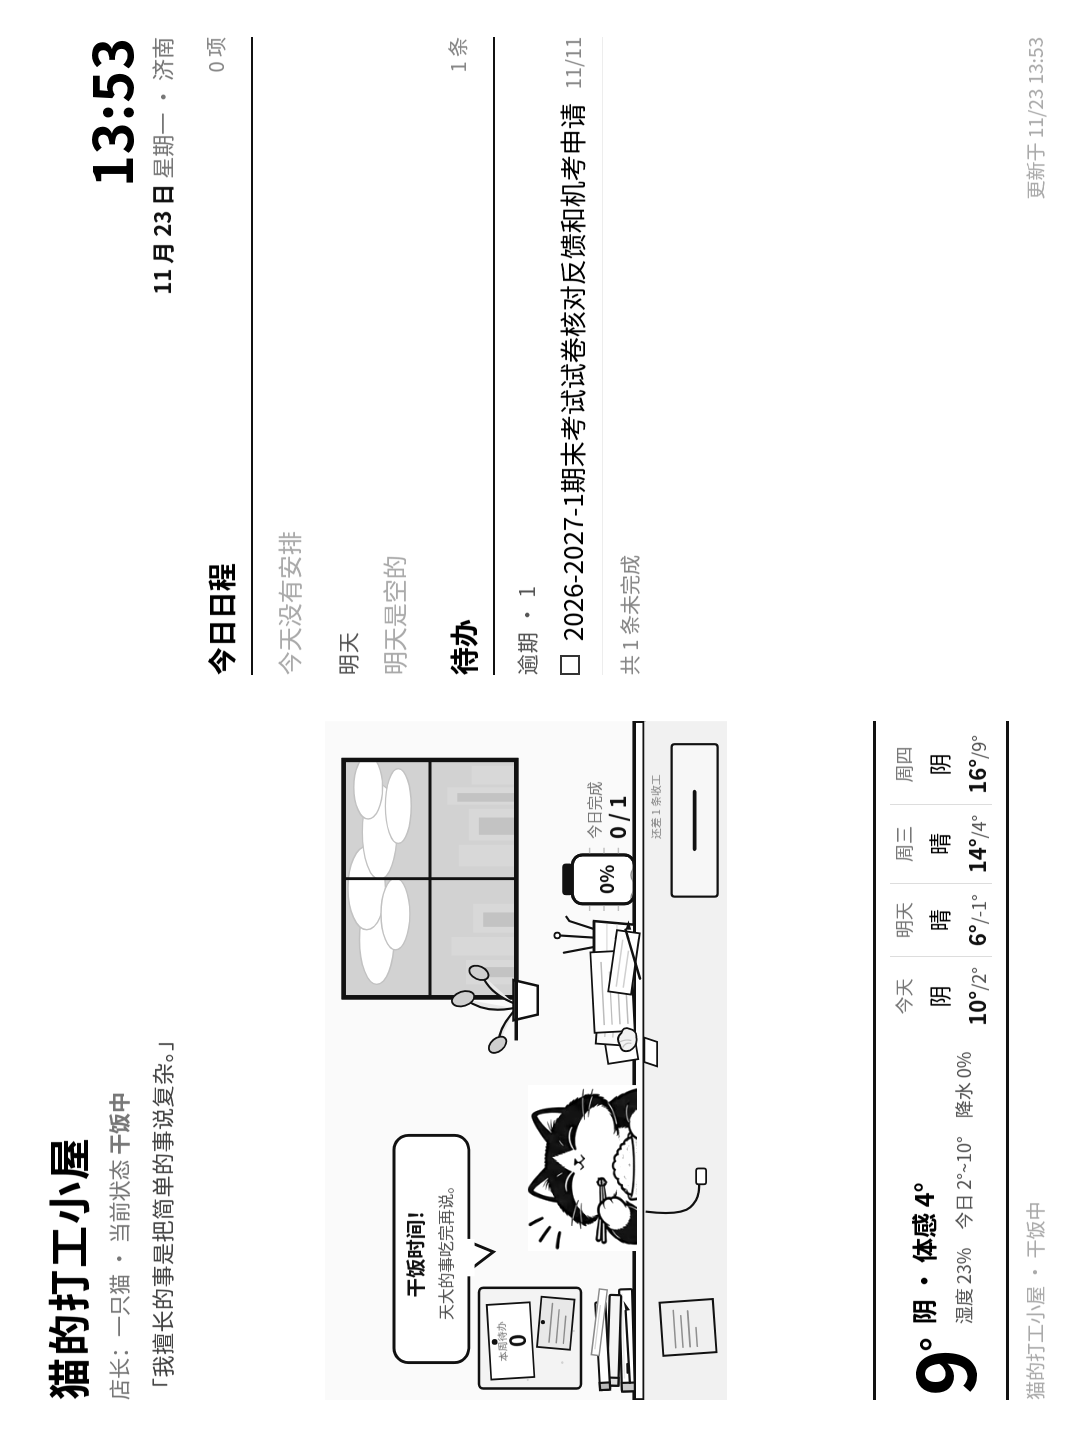 猫的打工小屋
店长：一只猫 · 当前状态 干饭中
「我擅长的事是把简单的事说复杂。」
13:53
11 月 23 日 星期一 · 济南
干饭时间！
天大的事吃完再说。
本周待办
0
0%
今日完成
0 / 1
还差 1 条收工
9° 阴 · 体感 4°
湿度 23% 今日 2°~10° 降水 0%
今天 明天 周三 周四
阴 晴 晴 阴
10°/2° 6°/-1° 14°/4° 16°/9°
猫的打工小屋 · 干饭中
今日日程 0 项
今天没有安排
明天
明天是空的
待办 1 条
逾期 · 1
2026-2027-1期末考试试卷核对反馈和机考申请 11/11
共 1 条未完成
更新于 11/23 13:53